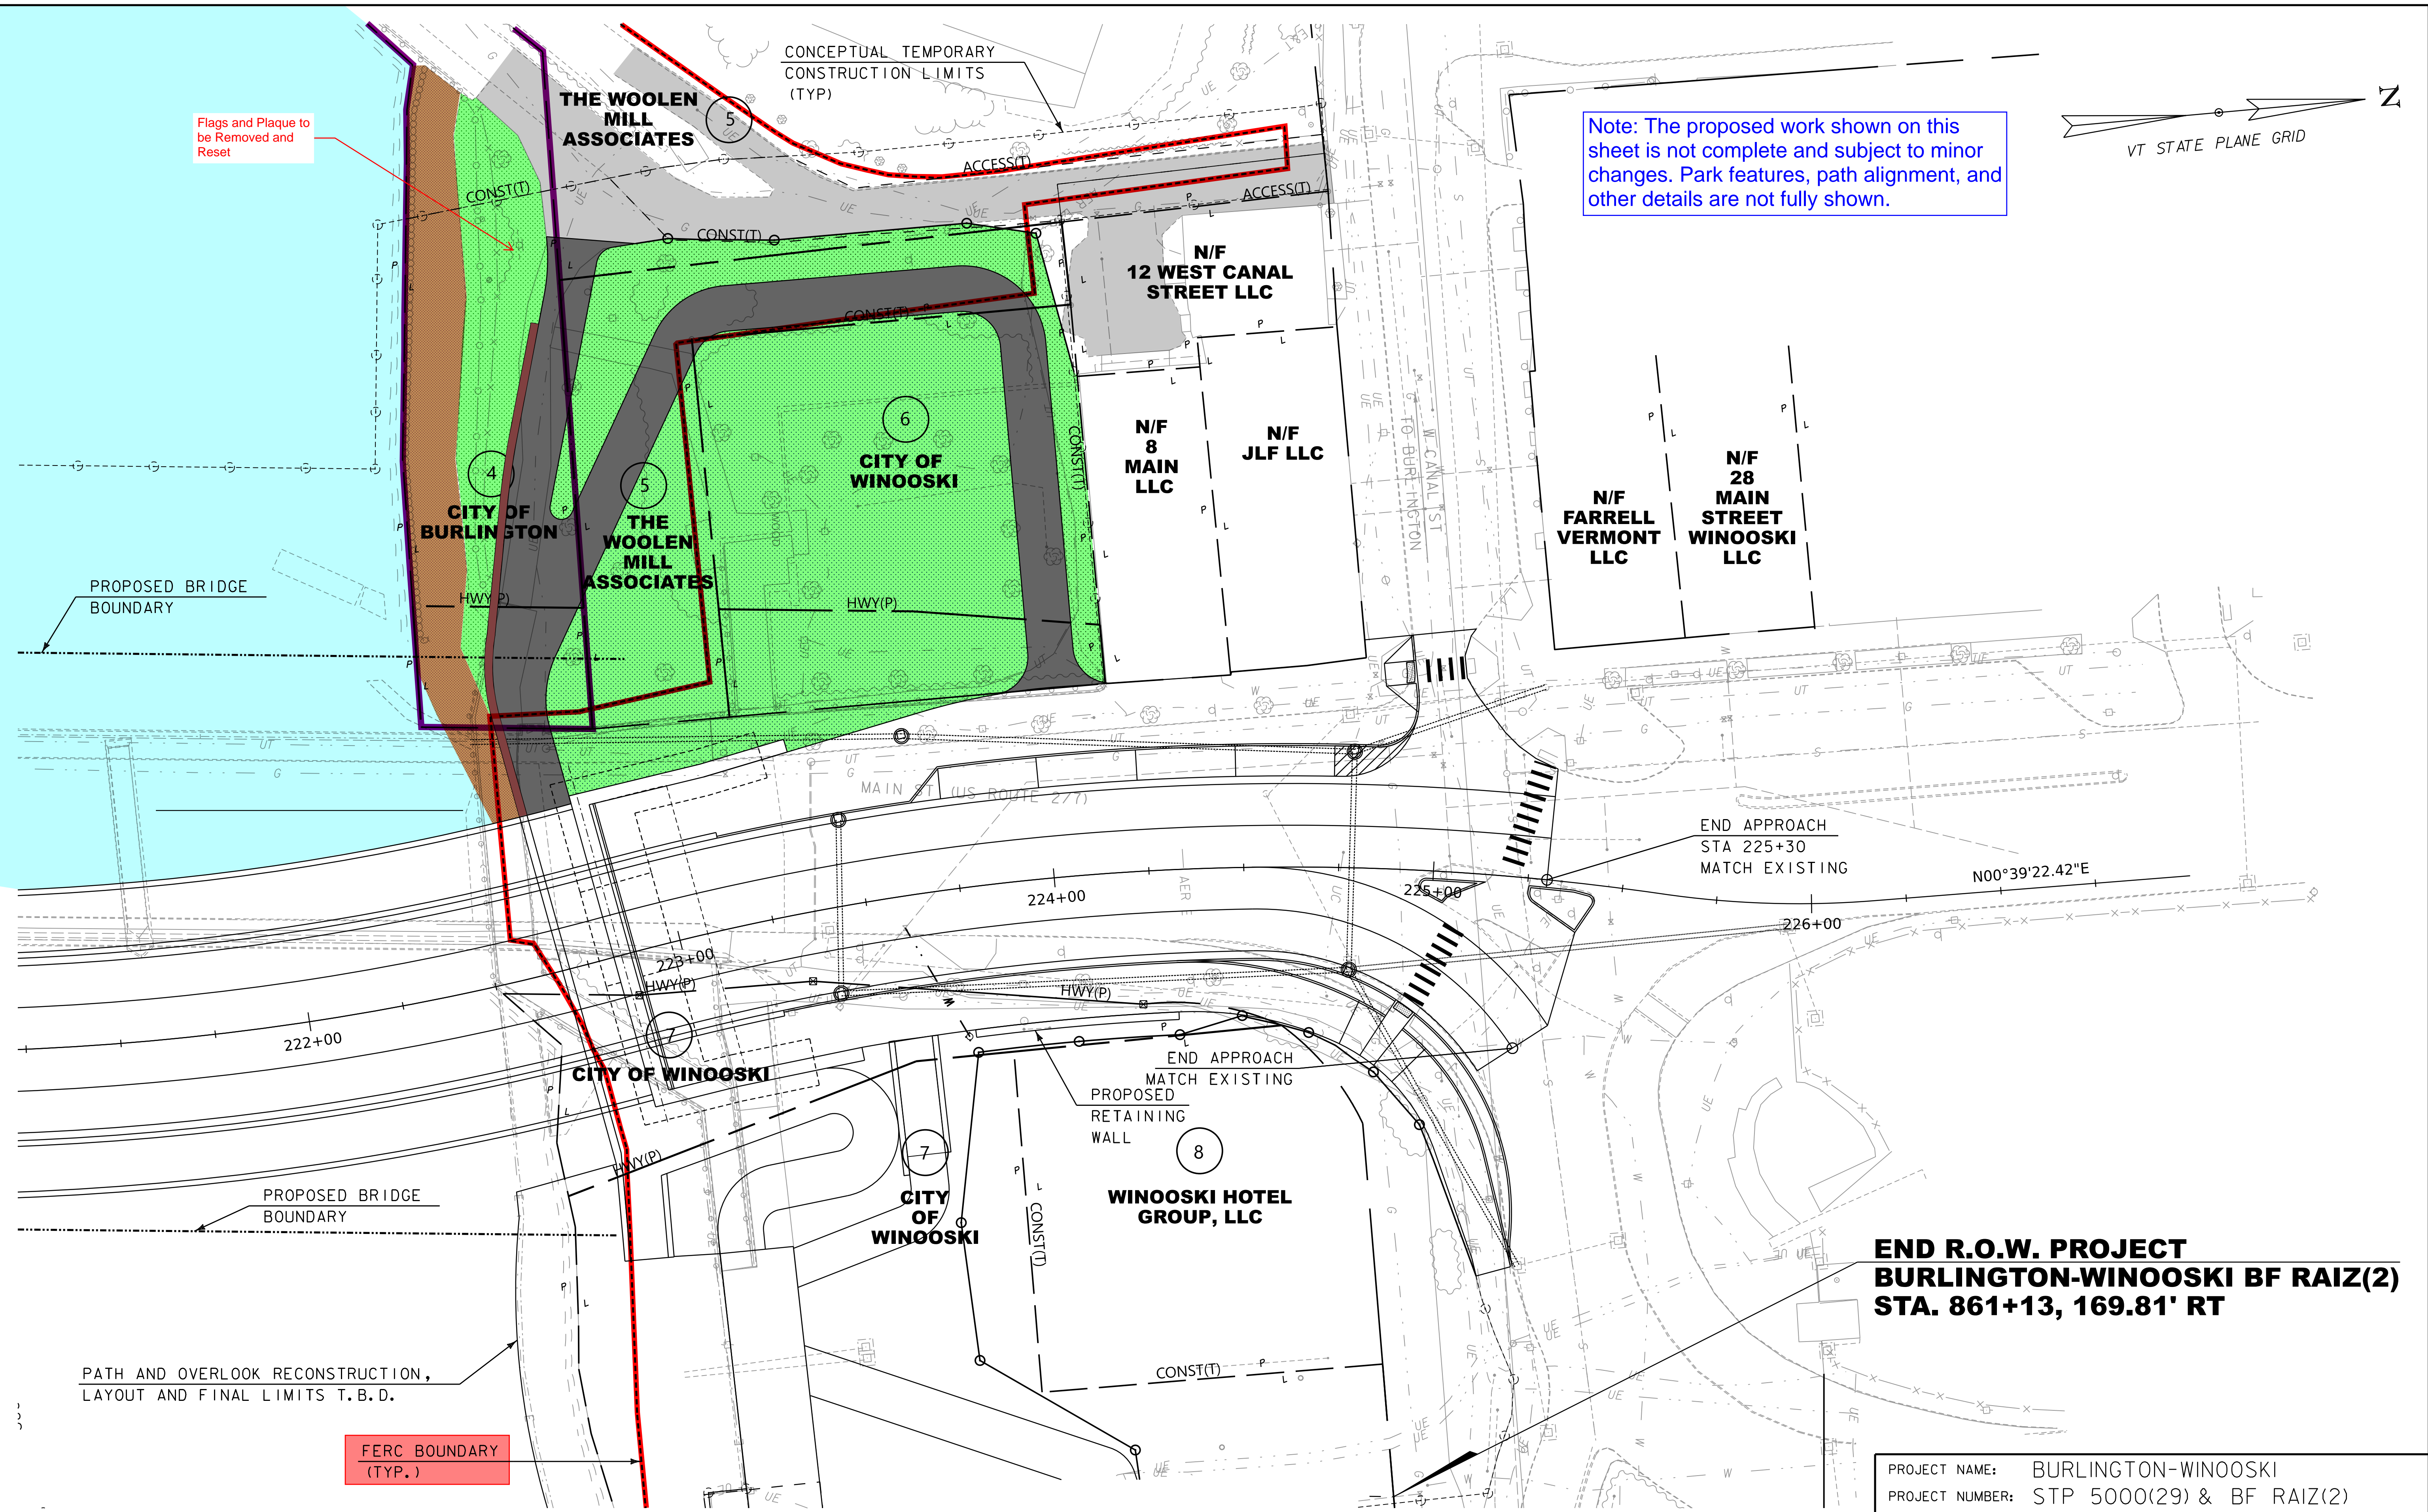 CONCEPTUAL TEMPORARY
CONSTRUCTION LIMITS
(TYP)
THE WOOLEN
MILL
ASSOCIATES
5
Flags and Plaque to
be Removed and
Reset
Note: The proposed work shown on this
sheet is not complete and subject to minor
changes. Park features, path alignment, and
other details are not fully shown.
Z
VT STATE PLANE GRID
CONST(T)
ACCESS(T)
ACCESS(T)
CONST(T)
N/F
12 WEST CANAL
STREET LLC
CONST(T)
6
CITY OF
WINOOSKI
CONST(T)
N/F
8
MAIN
LLC
N/F
JLF LLC
W CANAL ST
TO BURLINGTON
N/F
FARRELL
VERMONT
LLC
N/F
28
MAIN
STREET
WINOOSKI
LLC
4
CITY OF
BURLINGTON
5
THE
WOOLEN
MILL
ASSOCIATES
WOOD
HWY(P)
HWY(P)
PROPOSED BRIDGE
BOUNDARY
MAIN ST (US ROUTE 2/7)
END APPROACH
STA 225+30
MATCH EXISTING
N00°39'22.42"E
222+00
223+00
224+00
225+00
226+00
HWY(P)
HWY(P)
7
CITY OF WINOOSKI
END APPROACH
MATCH EXISTING
PROPOSED
RETAINING
WALL
HWY(P)
7
CITY
OF
WINOOSKI
CONST(T)
8
WINOOSKI HOTEL
GROUP, LLC
CONST(T)
PROPOSED BRIDGE
BOUNDARY
END R.O.W. PROJECT
BURLINGTON-WINOOSKI BF RAIZ(2)
STA. 861+13, 169.81' RT
PATH AND OVERLOOK RECONSTRUCTION,
LAYOUT AND FINAL LIMITS T.B.D.
FERC BOUNDARY
(TYP.)
PROJECT NAME: BURLINGTON-WINOOSKI
PROJECT NUMBER: STP 5000(29) & BF RAIZ(2)